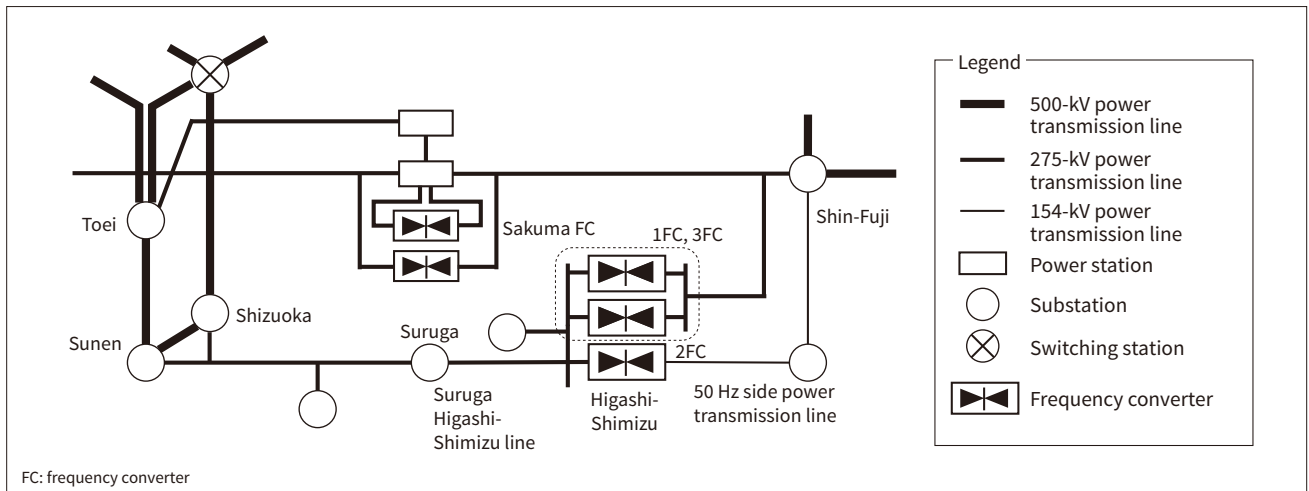 Toei
Sunen
Shizuoka
Suruga
Suruga
Higashi-
Shimizu line
Sakuma FC
1FC, 3FC
2FC
Higashi-
Shimizu
50 Hz side power
transmission line
Shin-Fuji
Legend
500-kV power
transmission line
275-kV power
transmission line
154-kV power
transmission line
Power station
Substation
Switching station
Frequency converter
FC: frequency converter